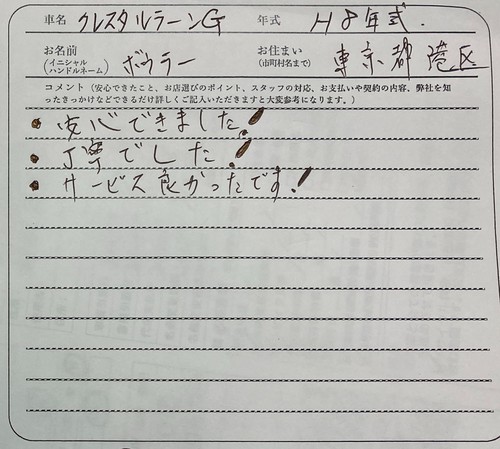 車名 クレスタルラーンG 年式 H8年式.
お名前 (イニシャル ハンドルネーム) ボウラー お住まい (市町村名まで) 東京都港区
コメント(安心できたこと、お店選びのポイント、スタッフの対応、お支払いや契約の内容、弊社を知
ったきっかけなどできるだけ詳しくご記入いただきますと大変参考になります。)
• 安心できました!
• 丁寧でした!
• サービス良かったです!